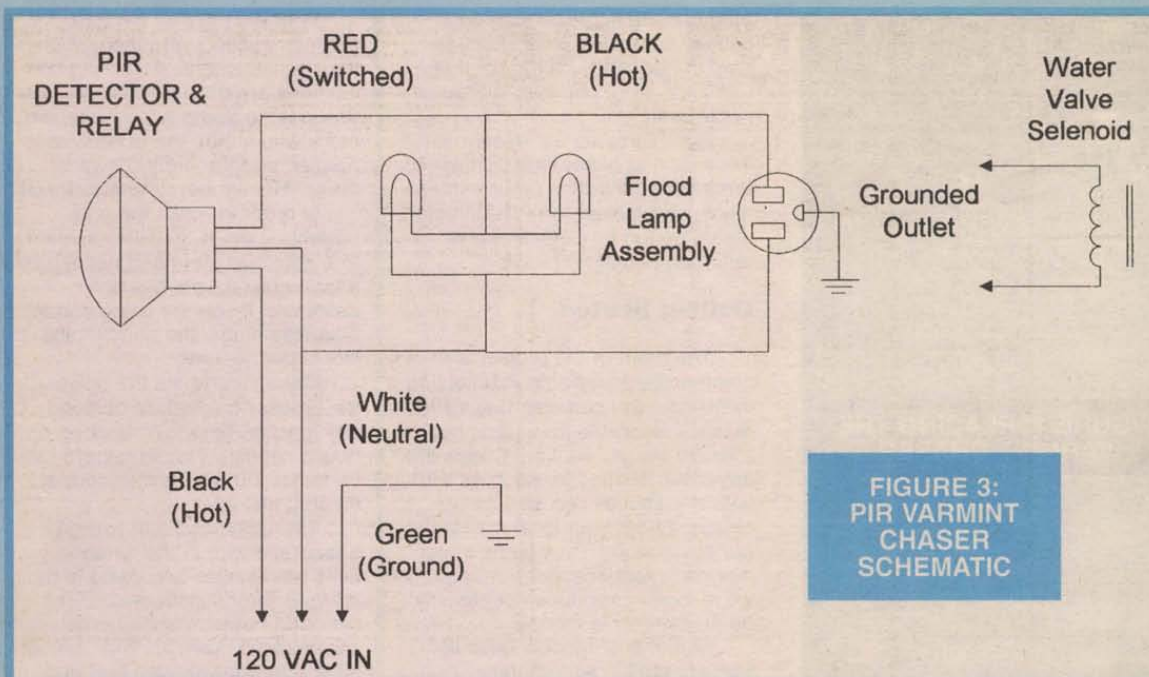 PIR
DETECTOR &
RELAY
RED
(Switched)
BLACK
(Hot)
Water
Valve
Selenoid
Flood
Lamp
Assembly
Grounded
Outlet
White
(Neutral)
Black
(Hot)
Green
(Ground)
120 VAC IN
FIGURE 3:
PIR VARMINT
CHASER
SCHEMATIC